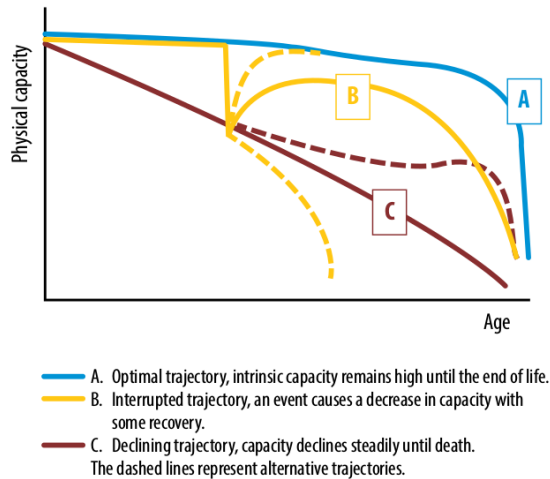 Physical capacity
A
B
C
Age
A. Optimal trajectory, intrinsic capacity remains high until the end of life.
B. Interrupted trajectory, an event causes a decrease in capacity with
some recovery.
C. Declining trajectory, capacity declines steadily until death.
The dashed lines represent alternative trajectories.